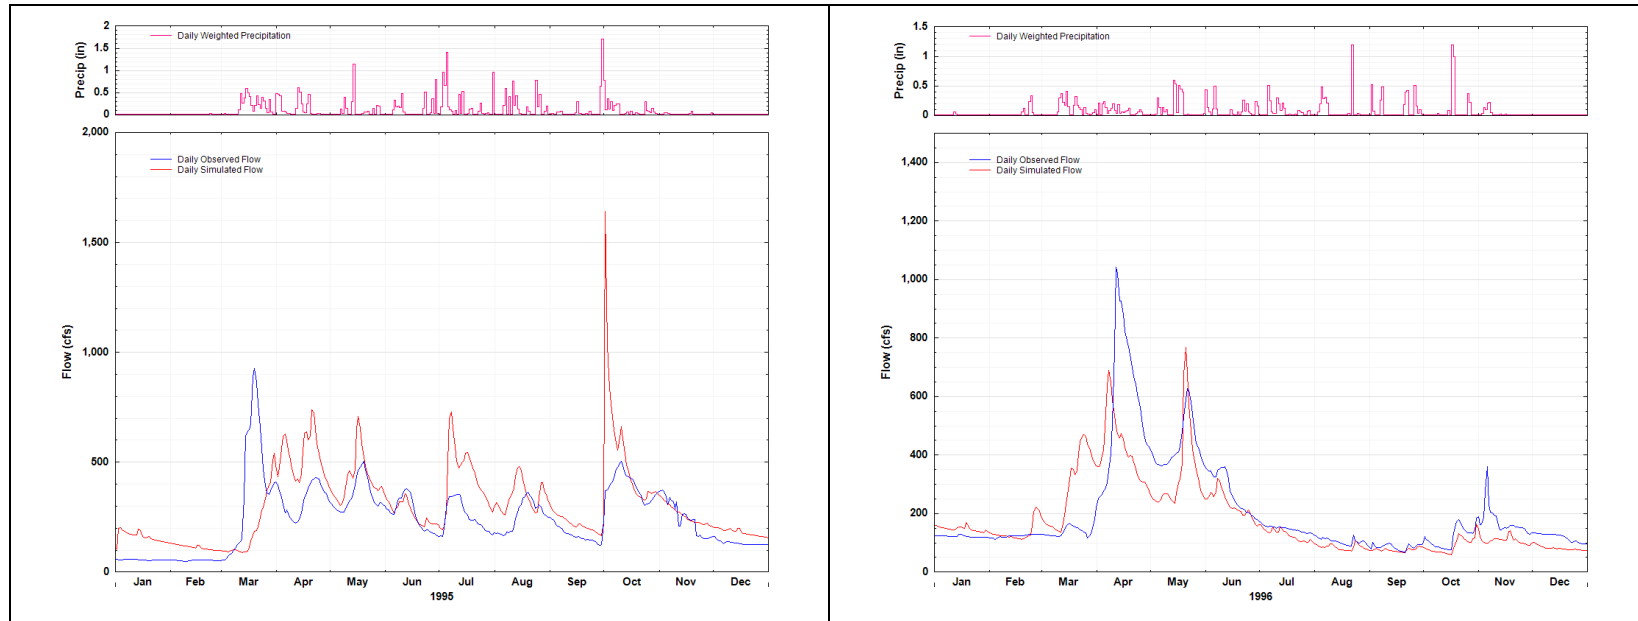 2
1.5
1
0.5
0
Precip (in)
Daily Weighted Precipitation
2,000
1,500
1,000
500
0
Flow (cfs)
Daily Observed Flow
Daily Simulated Flow
Jan Feb Mar Apr May Jun Jul Aug Sep Oct Nov Dec
1995
1.5
1
0.5
0
Precip (in)
Daily Weighted Precipitation
1,400
1,200
1,000
800
600
400
200
0
Flow (cfs)
Daily Observed Flow
Daily Simulated Flow
Jan Feb Mar Apr May Jun Jul Aug Sep Oct Nov Dec
1996